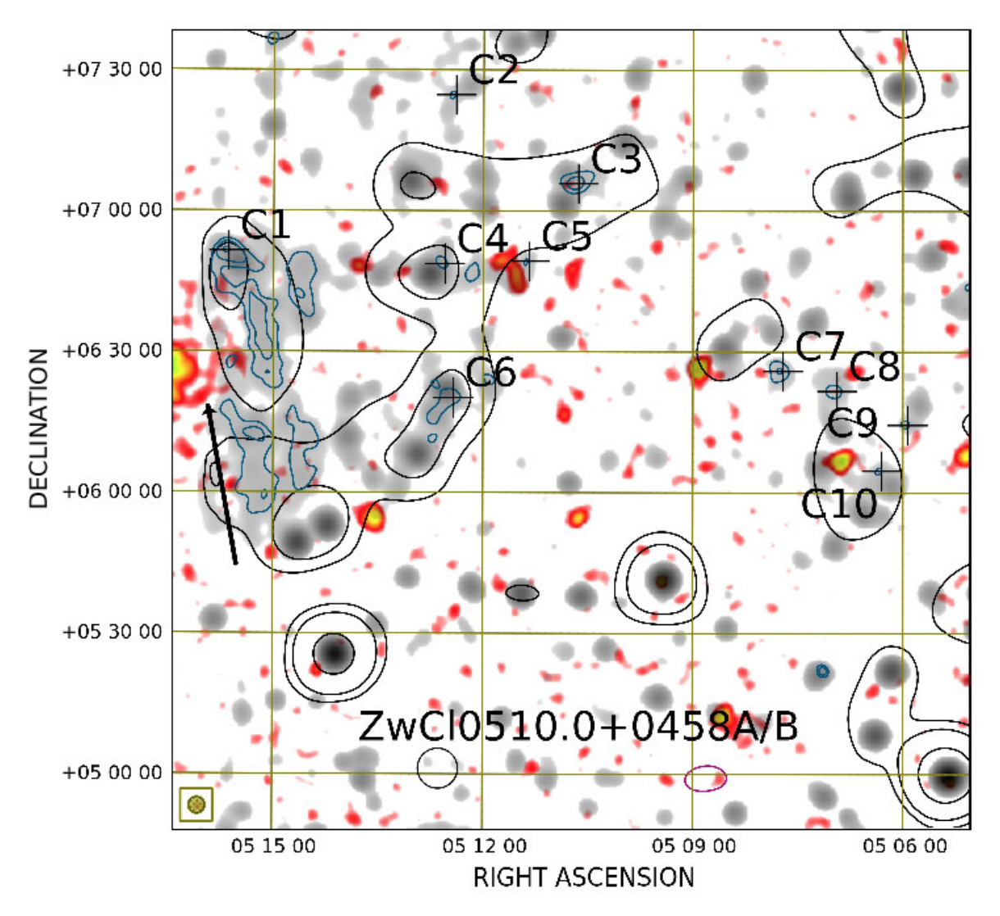 +07 30 00
C2
C3
+07 00 00
C1
C4
C5
+06 30 00
C6
C7
C8
C9
C10
+06 00 00
+05 30 00
ZwCl0510.0+0458A/B
+05 00 00
DECLINATION
05 15 00
05 12 00
05 09 00
05 06 00
RIGHT ASCENSION